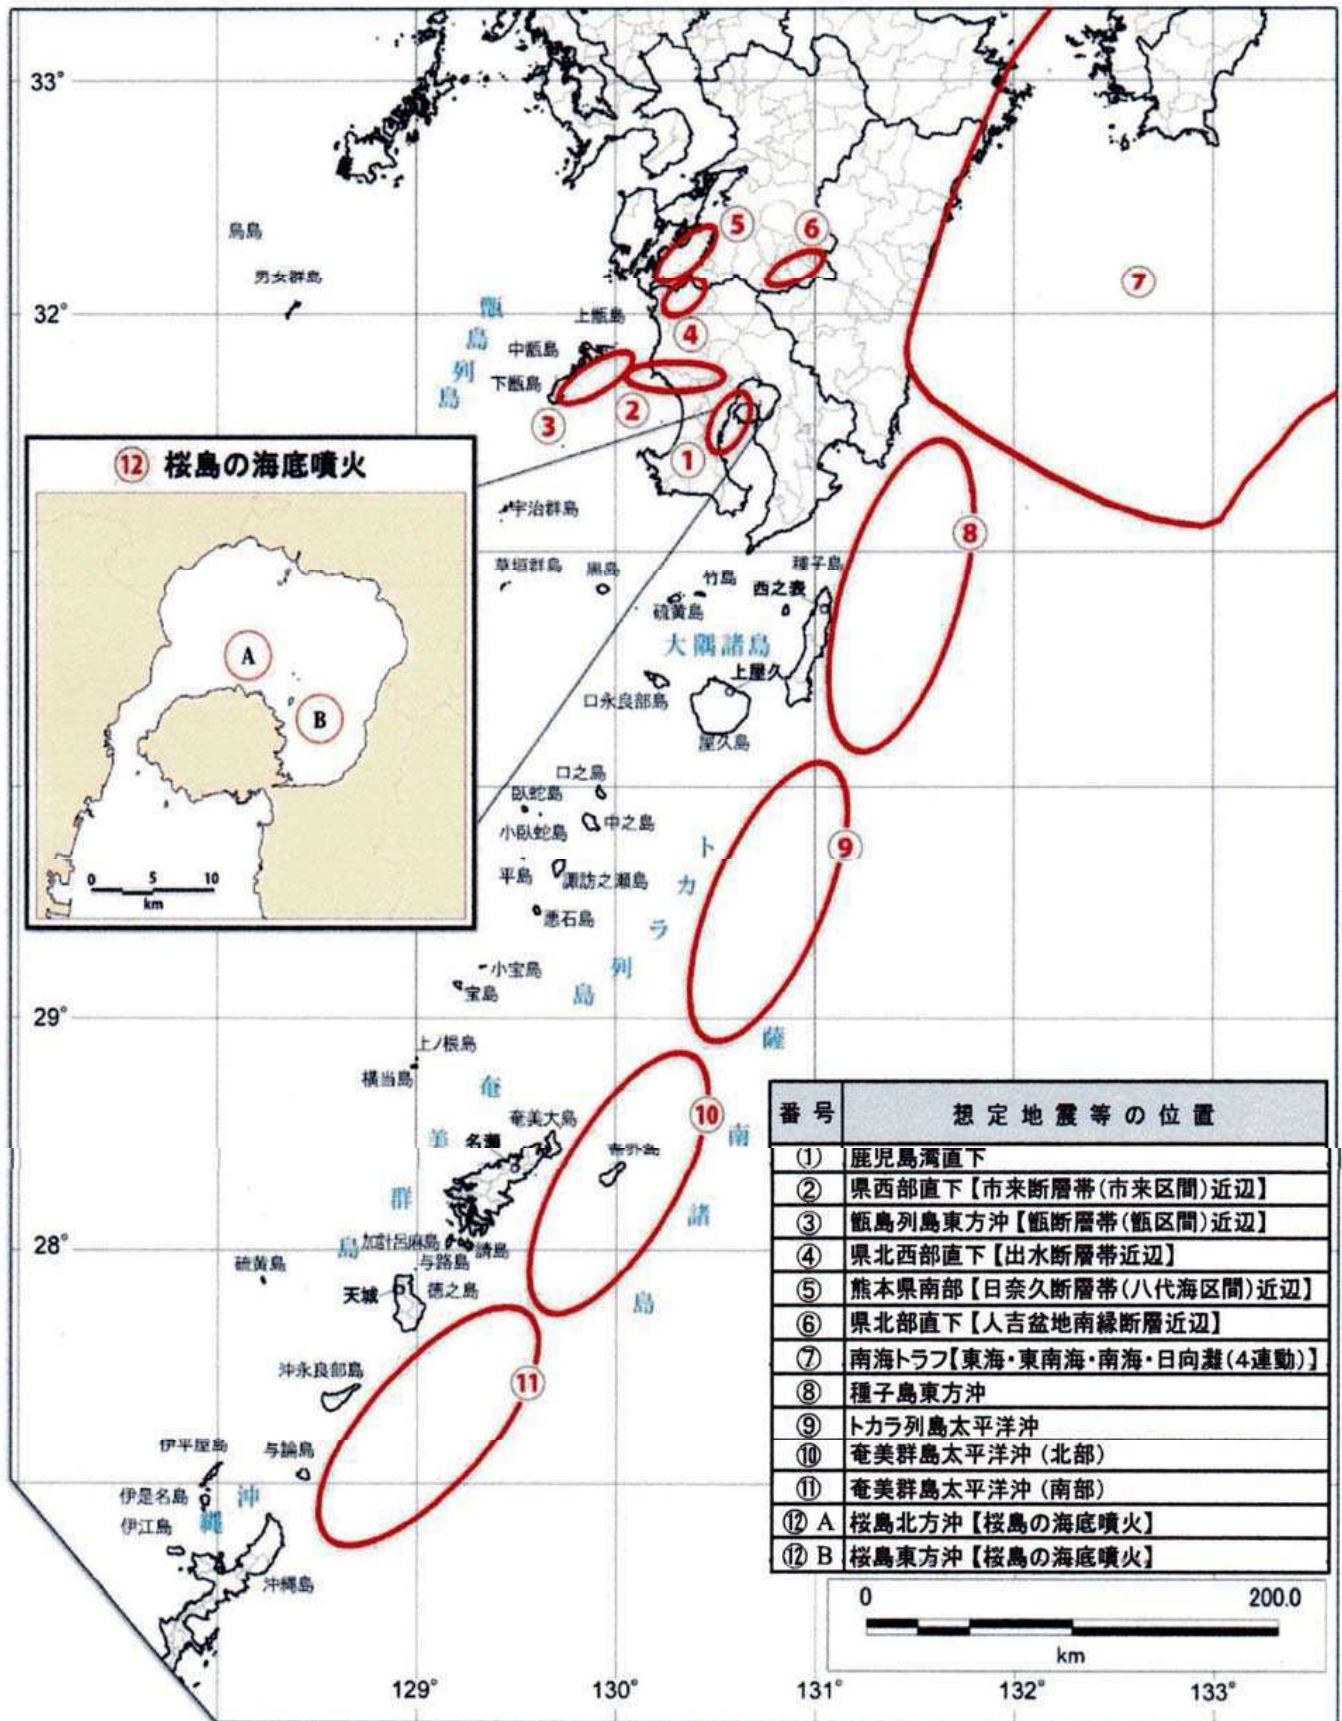 33°
32°
29°
28°
129°
130°
131°
132°
133°
鳥島
男女群島
甑島列島
上甑島
中甑島
下甑島
⑤
⑥
⑦
④
③
②
①
⑧
⑨
⑩
⑪
⑫ 桜島の海底噴火
A
B
0 5 10
km
宇治群島
草垣群島
黒島
竹島
硫黄島
種子島
西之表
大隅諸島
上屋久
口永良部島
屋久島
口之島
臥蛇島
小臥蛇島
中之島
平島
諏訪之瀬島
悪石島
トカラ列島
小宝島
宝島
上ノ根島
横当島
薩南諸島
奄美群島
奄美大島
名瀬
加計呂麻島
請島
与路島
硫黄島
天城
徳之島
沖永良部島
伊平屋島
与論島
伊是名島
伊江島
沖縄
沖縄島
番号 想定地震等の位置
① 鹿児島湾直下
② 県西部直下【市来断層帯(市来区間)近辺】
③ 甑島列島東方沖【甑断層帯(甑区間)近辺】
④ 県北西部直下【出水断層帯近辺】
⑤ 熊本県南部【日奈久断層帯(八代海区間)近辺】
⑥ 県北部直下【人吉盆地南縁断層近辺】
⑦ 南海トラフ【東海・東南海・南海・日向灘(4連動)】
⑧ 種子島東方沖
⑨ トカラ列島太平洋沖
⑩ 奄美群島太平洋沖(北部)
⑪ 奄美群島太平洋沖(南部)
⑫ A 桜島北方沖【桜島の海底噴火】
⑫ B 桜島東方沖【桜島の海底噴火】
0 200.0
km